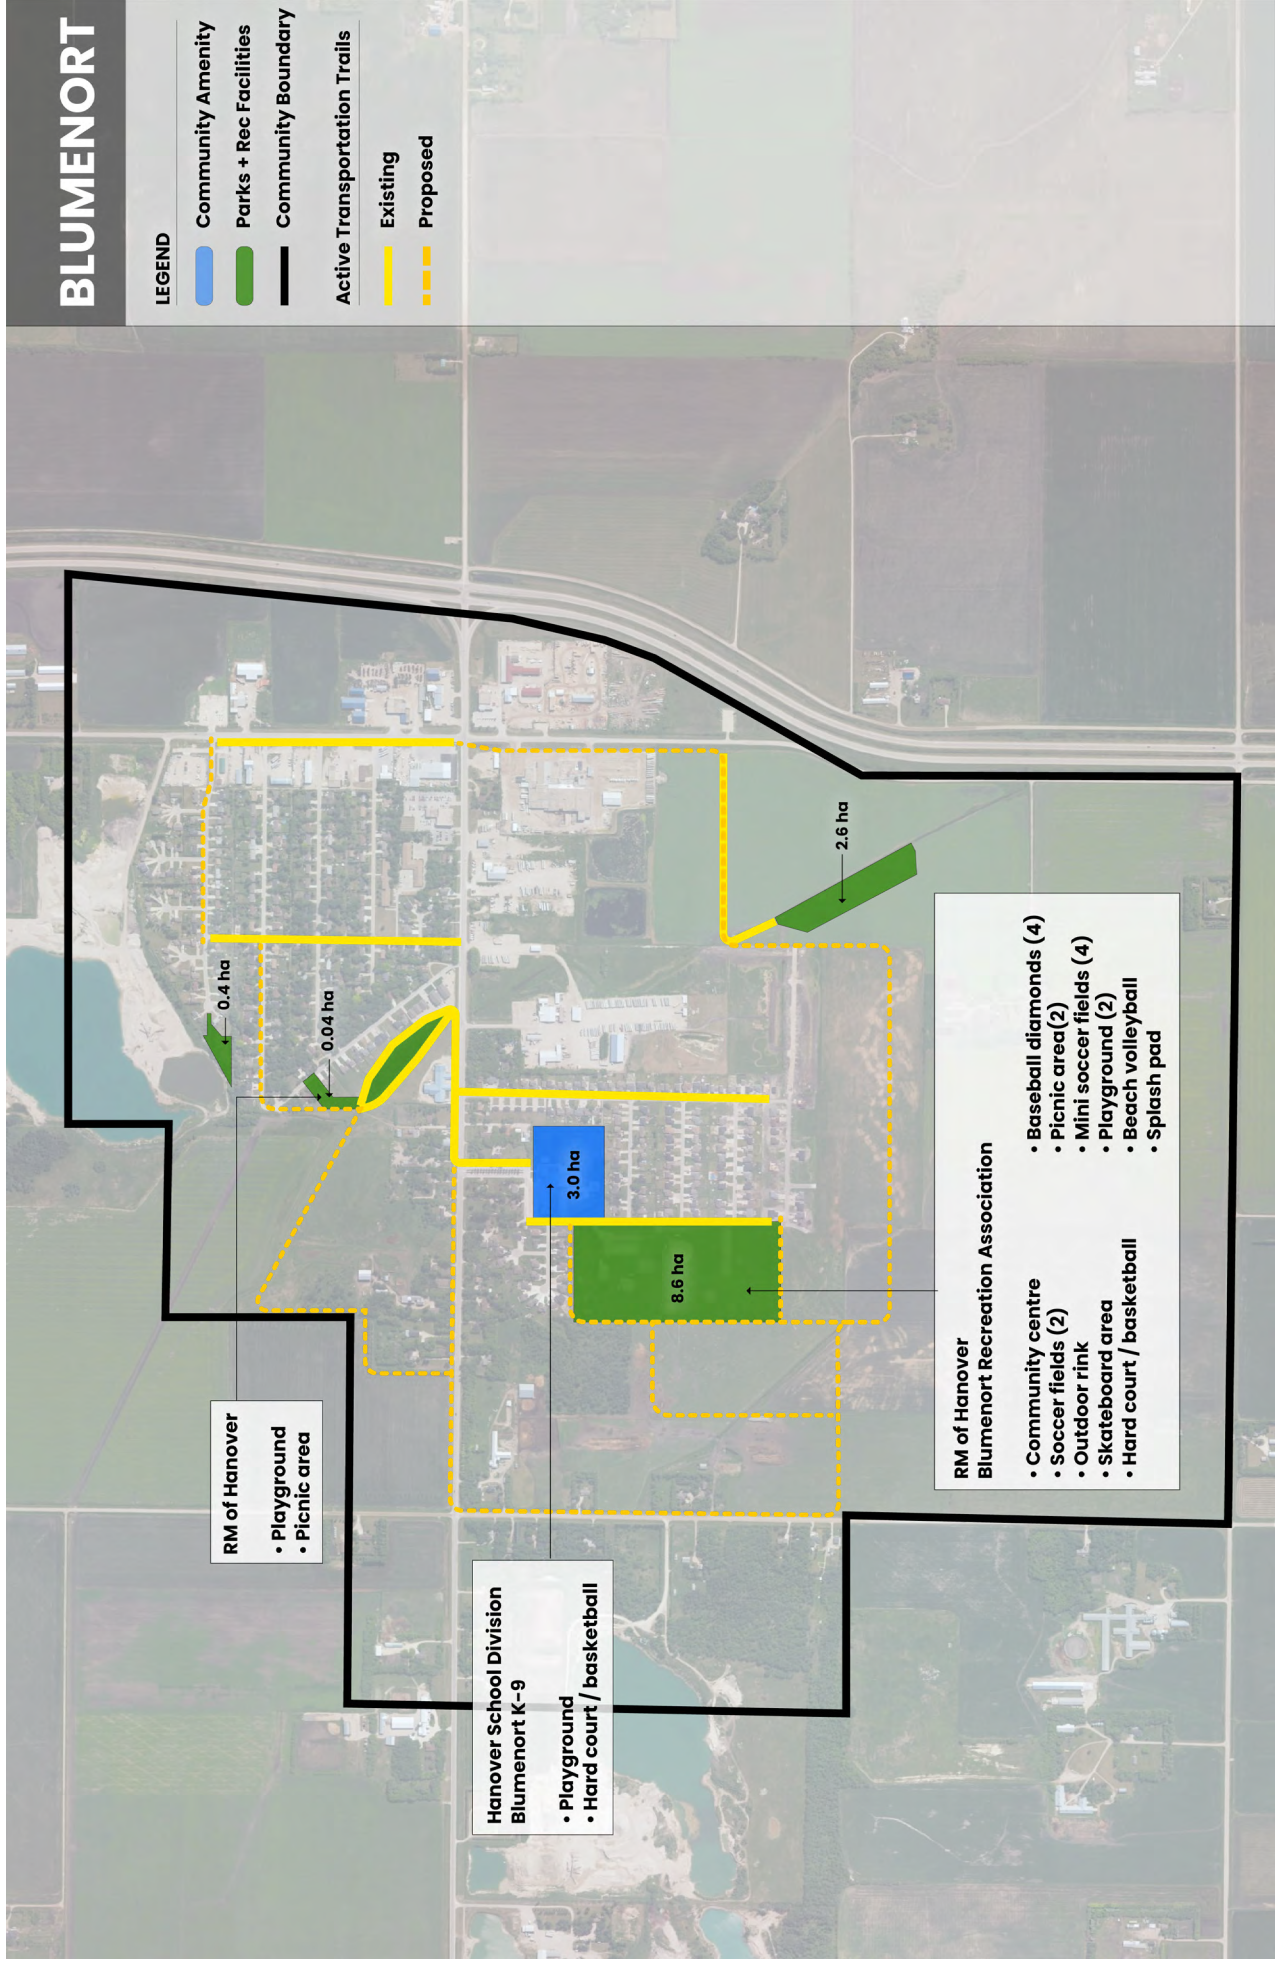 BLUMENORT
LEGEND
Community Amenity
Parks + Rec Facilities
Community Boundary
Active Transportation Trails
Existing
Proposed
0.4 ha
0.04 ha
2.6 ha
3.0 ha
8.6 ha
RM of Hanover
• Playground
• Picnic area
Hanover School Division
Blumenort K-9
• Playground
• Hard court / basketball
RM of Hanover
Blumenort Recreation Association
• Community centre
• Soccer fields (2)
• Outdoor rink
• Skateboard area
• Hard court / basketball
• Baseball diamonds (4)
• Picnic area(2)
• Mini soccer fields (4)
• Playground (2)
• Beach volleyball
• Splash pad